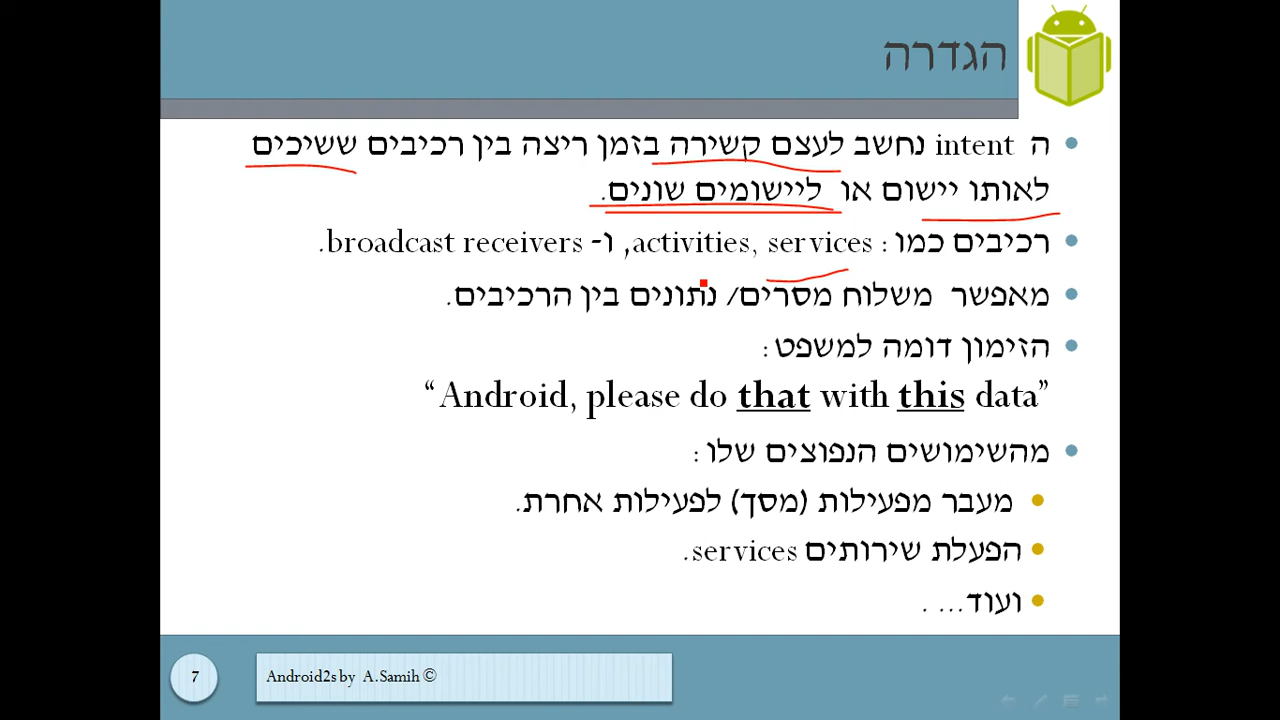 הגדרה
ה intent נחשב לעצם קשירה בזמן ריצה בין רכיבים ששיכים
לאותו יישום או ליישומים שונים.
רכיבים כמו : activities, services, ו- broadcast receivers.
מאפשר משלוח מסרים/ נתונים בין הרכיבים.
הזימון דומה למשפט :
“Android, please do that with this data”
מהשימושים הנפוצים שלו :
מעבר מפעילות (מסך) לפעילות אחרת.
הפעלת שירותים services.
ועוד... .
7
Android2s by A.Samih ©